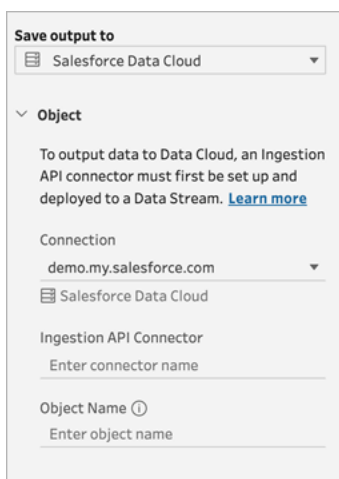 Save output to
Salesforce Data Cloud
Object
To output data to Data Cloud, an Ingestion
API connector must first be set up and
deployed to a Data Stream. Learn more
Connection
demo.my.salesforce.com
Salesforce Data Cloud
Ingestion API Connector
Enter connector name
Object Name
Enter object name